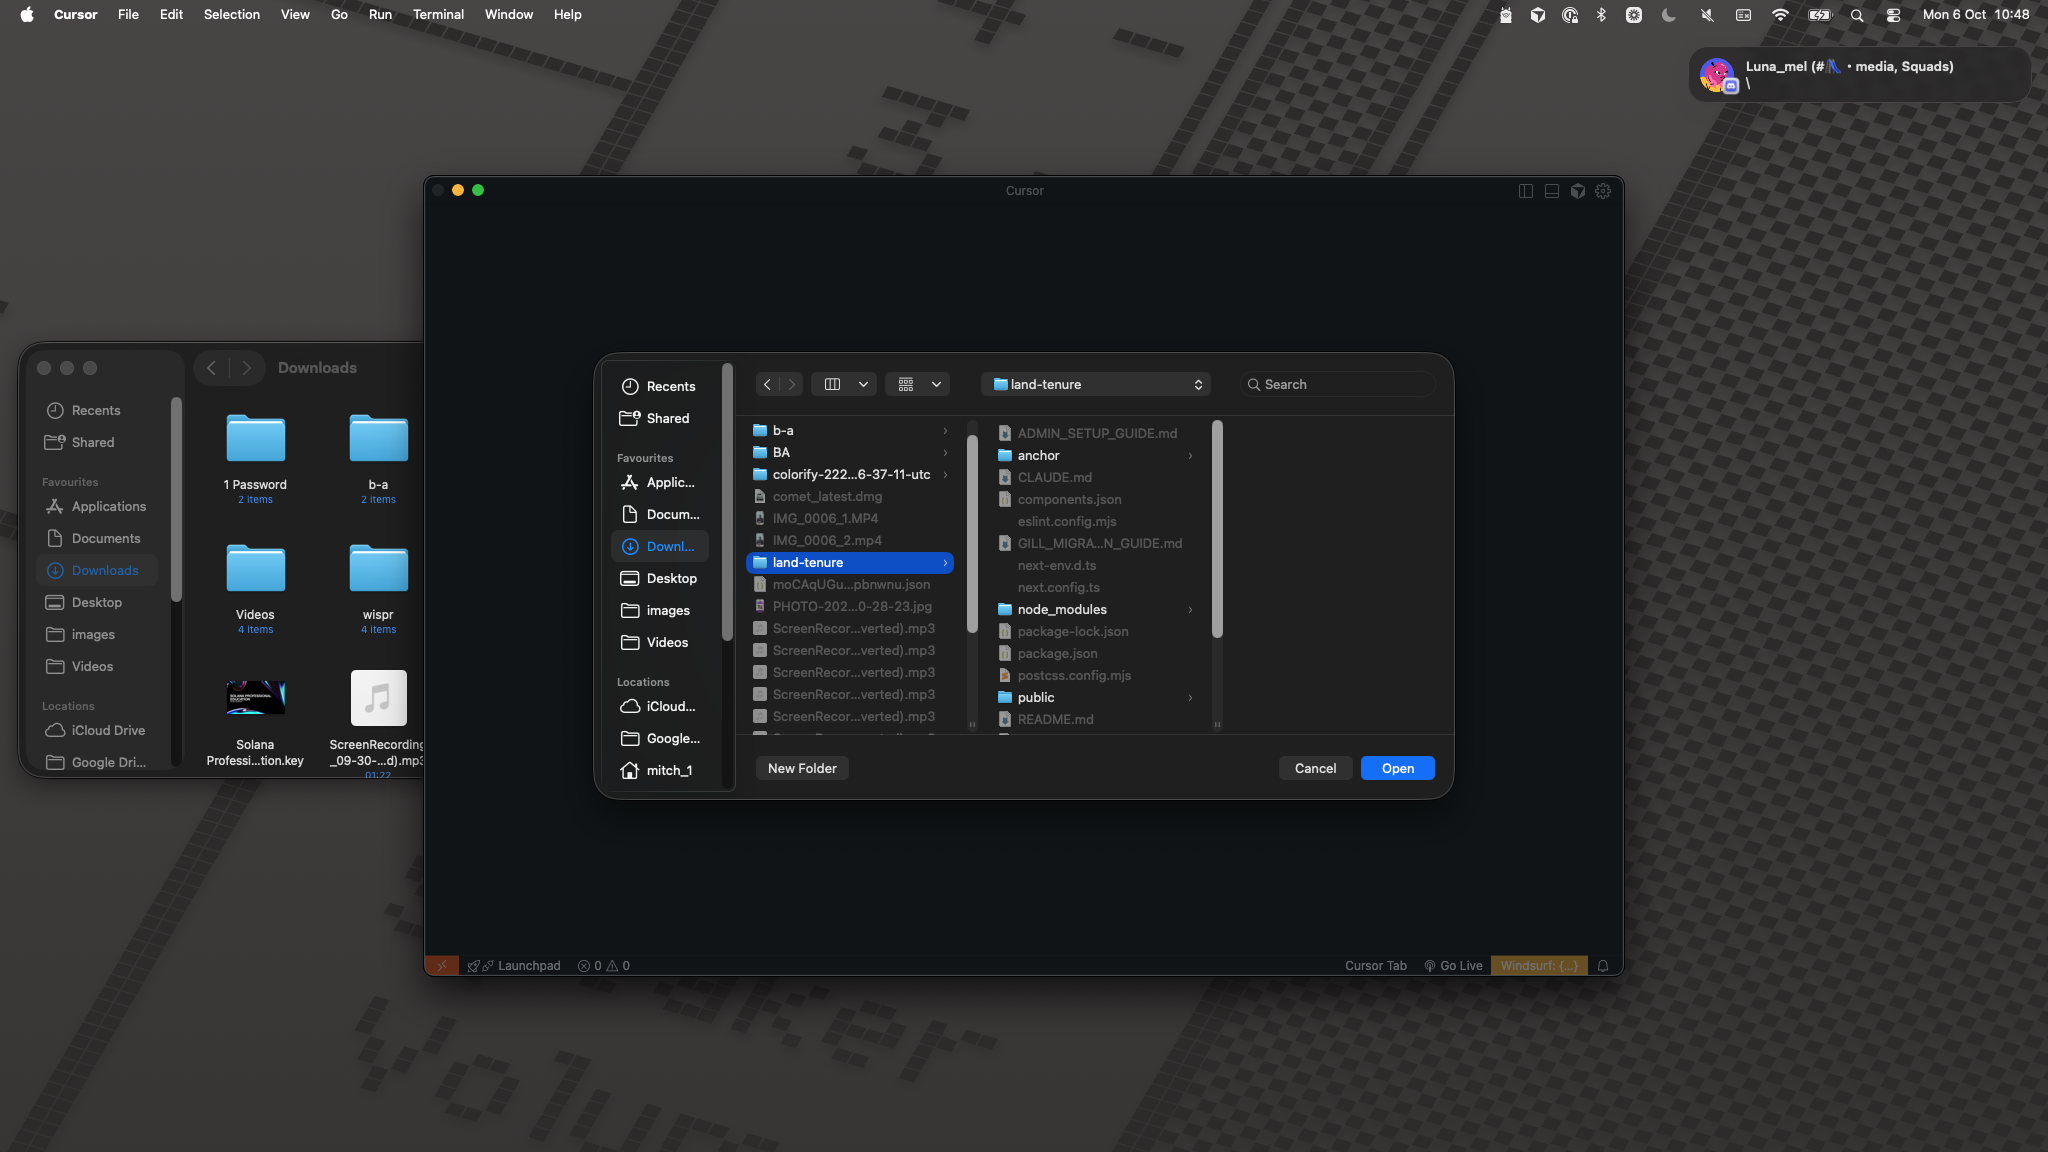 Cursor File Edit Selection View Go Run Terminal Window Help
Mon 6 Oct 10:48
Luna_mel (# • media, Squads)
\
Cursor
Downloads
Recents
Shared
Favourites
Applications
Documents
Downloads
Desktop
images
Videos
Locations
iCloud Drive
Google Dri...
1 Password
2 items
b-a
2 items
Videos
4 items
wispr
4 items
Solana
Professi...tion.key
ScreenRecording
_09-30-...d).mp3
01:22
Recents
Shared
Favourites
Applic...
Docum...
Downl...
Desktop
images
Videos
Locations
iCloud...
Google...
mitch_1
land-tenure
Search
b-a
BA
colorify-222...6-37-11-utc
comet_latest.dmg
IMG_0006_1.MP4
IMG_0006_2.mp4
land-tenure
moCAqUGu...pbnwnu.json
PHOTO-202...0-28-23.jpg
ScreenRecor...verted).mp3
ScreenRecor...verted).mp3
ScreenRecor...verted).mp3
ScreenRecor...verted).mp3
ScreenRecor...verted).mp3
ADMIN_SETUP_GUIDE.md
anchor
CLAUDE.md
components.json
eslint.config.mjs
GILL_MIGRA...N_GUIDE.md
next-env.d.ts
next.config.ts
node_modules
package-lock.json
package.json
postcss.config.mjs
public
README.md
New Folder
Cancel
Open
Launchpad
0
0
Cursor Tab
Go Live
Windsurf: {...}